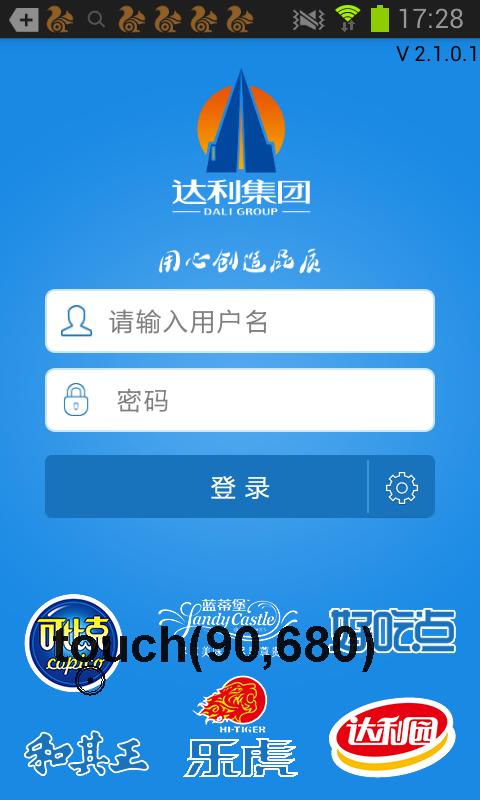 17:28
V 2.1.0.1
达利集团
DALI GROUP
用心创造品质
请输入用户名
密码
登录
可比克
cupico
蓝蒂堡
Landy Castle
好吃点
touch(90,680)
HI-TIGER
和其正
乐虎
达利园